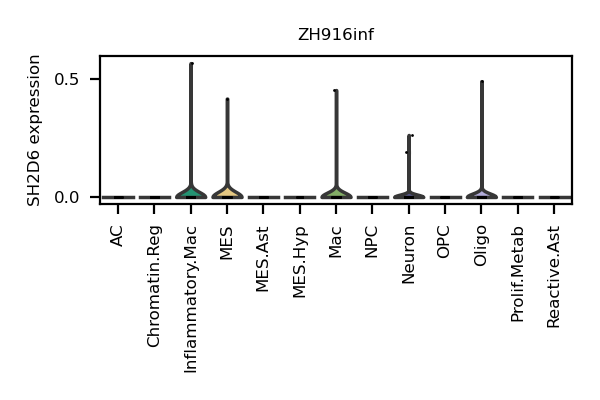 ZH916inf
SH2D6 expression
0.5
0.0
AC
Chromatin.Reg
Inflammatory.Mac
MES
MES.Ast
MES.Hyp
Mac
NPC
Neuron
OPC
Oligo
Prolif.Metab
Reactive.Ast